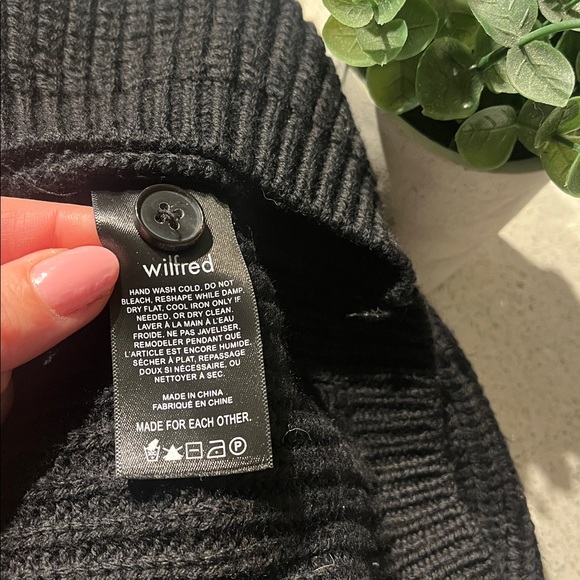 wilfred
HAND WASH COLD, DO NOT
BLEACH, RESHAPE WHILE DAMP,
DRY FLAT, COOL IRON ONLY IF
NEEDED, OR DRY CLEAN.
LAVER À LA MAIN À L'EAU
FROIDE. NE PAS JAVELISER.
REMODELER PENDANT QUE
L'ARTICLE EST ENCORE HUMIDE.
SÉCHER À PLAT, REPASSAGE
DOUX SI NÉCESSAIRE, OU
NETTOYER À SEC.
MADE IN CHINA
FABRIQUÉ EN CHINE
MADE FOR EACH OTHER.
P